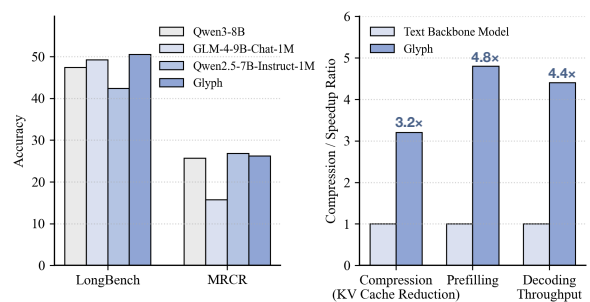 Accuracy
50
40
30
20
10
0
Qwen3-8B
GLM-4-9B-Chat-1M
Qwen2.5-7B-Instruct-1M
Glyph
LongBench
MRCR
Compression / Speedup Ratio
6
5
4
3
2
1
0
Text Backbone Model
Glyph
3.2×
4.8×
4.4×
Compression
(KV Cache Reduction)
Prefilling
Decoding
Throughput